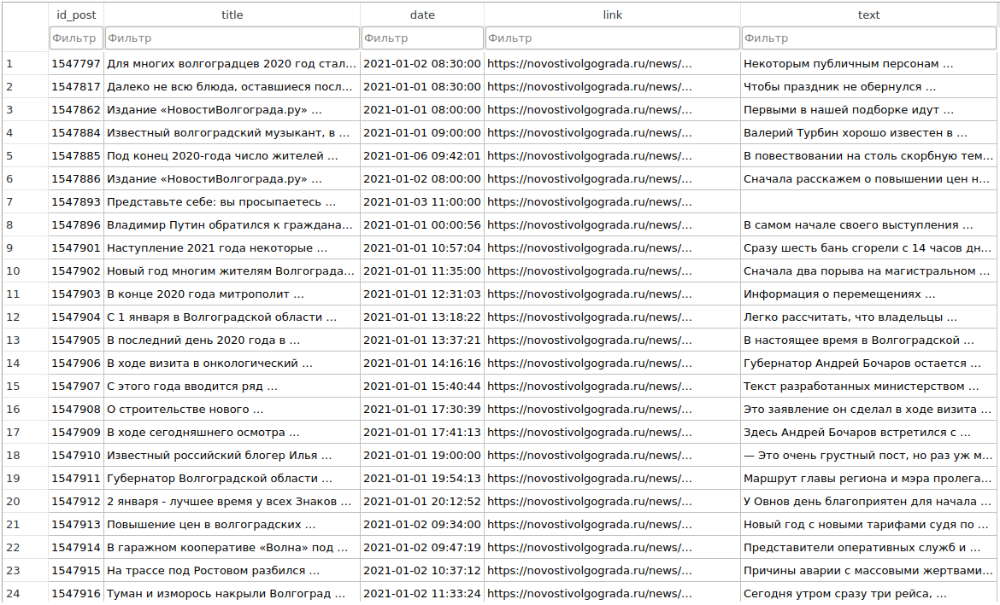 id_post title date link text
Фильтр Фильтр Фильтр Фильтр Фильтр
1 1547797 Для многих волгоградцев 2020 год стал... 2021-01-02 08:30:00 https://novostivolgograda.ru/news/... Некоторым публичным персонам ...
2 1547817 Далеко не всю блюда, оставшиеся посл... 2021-01-01 08:30:00 https://novostivolgograda.ru/news/... Чтобы праздник не обернулся ...
3 1547862 Издание «НовостиВолгограда.ру» ... 2021-01-01 08:00:00 https://novostivolgograda.ru/news/... Первыми в нашей подборке идут ...
4 1547884 Известный волгоградский музыкант, в ... 2021-01-01 09:00:00 https://novostivolgograda.ru/news/... Валерий Турбин хорошо известен в ...
5 1547885 Под конец 2020-года число жителей ... 2021-01-06 09:42:01 https://novostivolgograda.ru/news/... В повествовании на столь скорбную тем...
6 1547886 Издание «НовостиВолгограда.ру» ... 2021-01-02 08:00:00 https://novostivolgograda.ru/news/... Сначала расскажем о повышении цен н...
7 1547893 Представьте себе: вы просыпаетесь ... 2021-01-03 11:00:00 https://novostivolgograda.ru/news/...
8 1547896 Владимир Путин обратился к граждана... 2021-01-01 00:00:56 https://novostivolgograda.ru/news/... В самом начале своего выступления ...
9 1547901 Наступление 2021 года некоторые ... 2021-01-01 10:57:04 https://novostivolgograda.ru/news/... Сразу шесть бань сгорели с 14 часов дн...
10 1547902 Новый год многим жителям Волгограда... 2021-01-01 11:35:00 https://novostivolgograda.ru/news/... Сначала два порыва на магистральном ...
11 1547903 В конце 2020 года митрополит ... 2021-01-01 12:31:03 https://novostivolgograda.ru/news/... Информация о перемещениях ...
12 1547904 С 1 января в Волгоградской области ... 2021-01-01 13:18:22 https://novostivolgograda.ru/news/... Легко рассчитать, что владельцы ...
13 1547905 В последний день 2020 года в ... 2021-01-01 13:37:21 https://novostivolgograda.ru/news/... В настоящее время в Волгоградской ...
14 1547906 В ходе визита в онкологический ... 2021-01-01 14:16:16 https://novostivolgograda.ru/news/... Губернатор Андрей Бочаров остается ...
15 1547907 С этого года вводится ряд ... 2021-01-01 15:40:44 https://novostivolgograda.ru/news/... Текст разработанных министерством ...
16 1547908 О строительстве нового ... 2021-01-01 17:30:39 https://novostivolgograda.ru/news/... Это заявление он сделал в ходе визита ...
17 1547909 В ходе сегодняшнего осмотра ... 2021-01-01 17:41:13 https://novostivolgograda.ru/news/... Здесь Андрей Бочаров встретился с ...
18 1547910 Известный российский блогер Илья ... 2021-01-01 19:00:00 https://novostivolgograda.ru/news/... — Это очень грустный пост, но раз уж м...
19 1547911 Губернатор Волгоградской области ... 2021-01-01 19:54:13 https://novostivolgograda.ru/news/... Маршрут главы региона и мэра пролега...
20 1547912 2 января - лучшее время у всех Знаков ... 2021-01-01 20:12:52 https://novostivolgograda.ru/news/... У Овнов день благоприятен для начала ...
21 1547913 Повышение цен в волгоградских ... 2021-01-02 09:34:00 https://novostivolgograda.ru/news/... Новый год с новыми тарифами судя по ...
22 1547914 В гаражном кооперативе «Волна» под ... 2021-01-02 09:47:19 https://novostivolgograda.ru/news/... Представители оперативных служб и ...
23 1547915 На трассе под Ростовом разбился ... 2021-01-02 10:37:12 https://novostivolgograda.ru/news/... Причины аварии с массовыми жертвами...
24 1547916 Туман и изморось накрыли Волгоград ... 2021-01-02 11:33:24 https://novostivolgograda.ru/news/... Сегодня утром сразу три рейса, ...